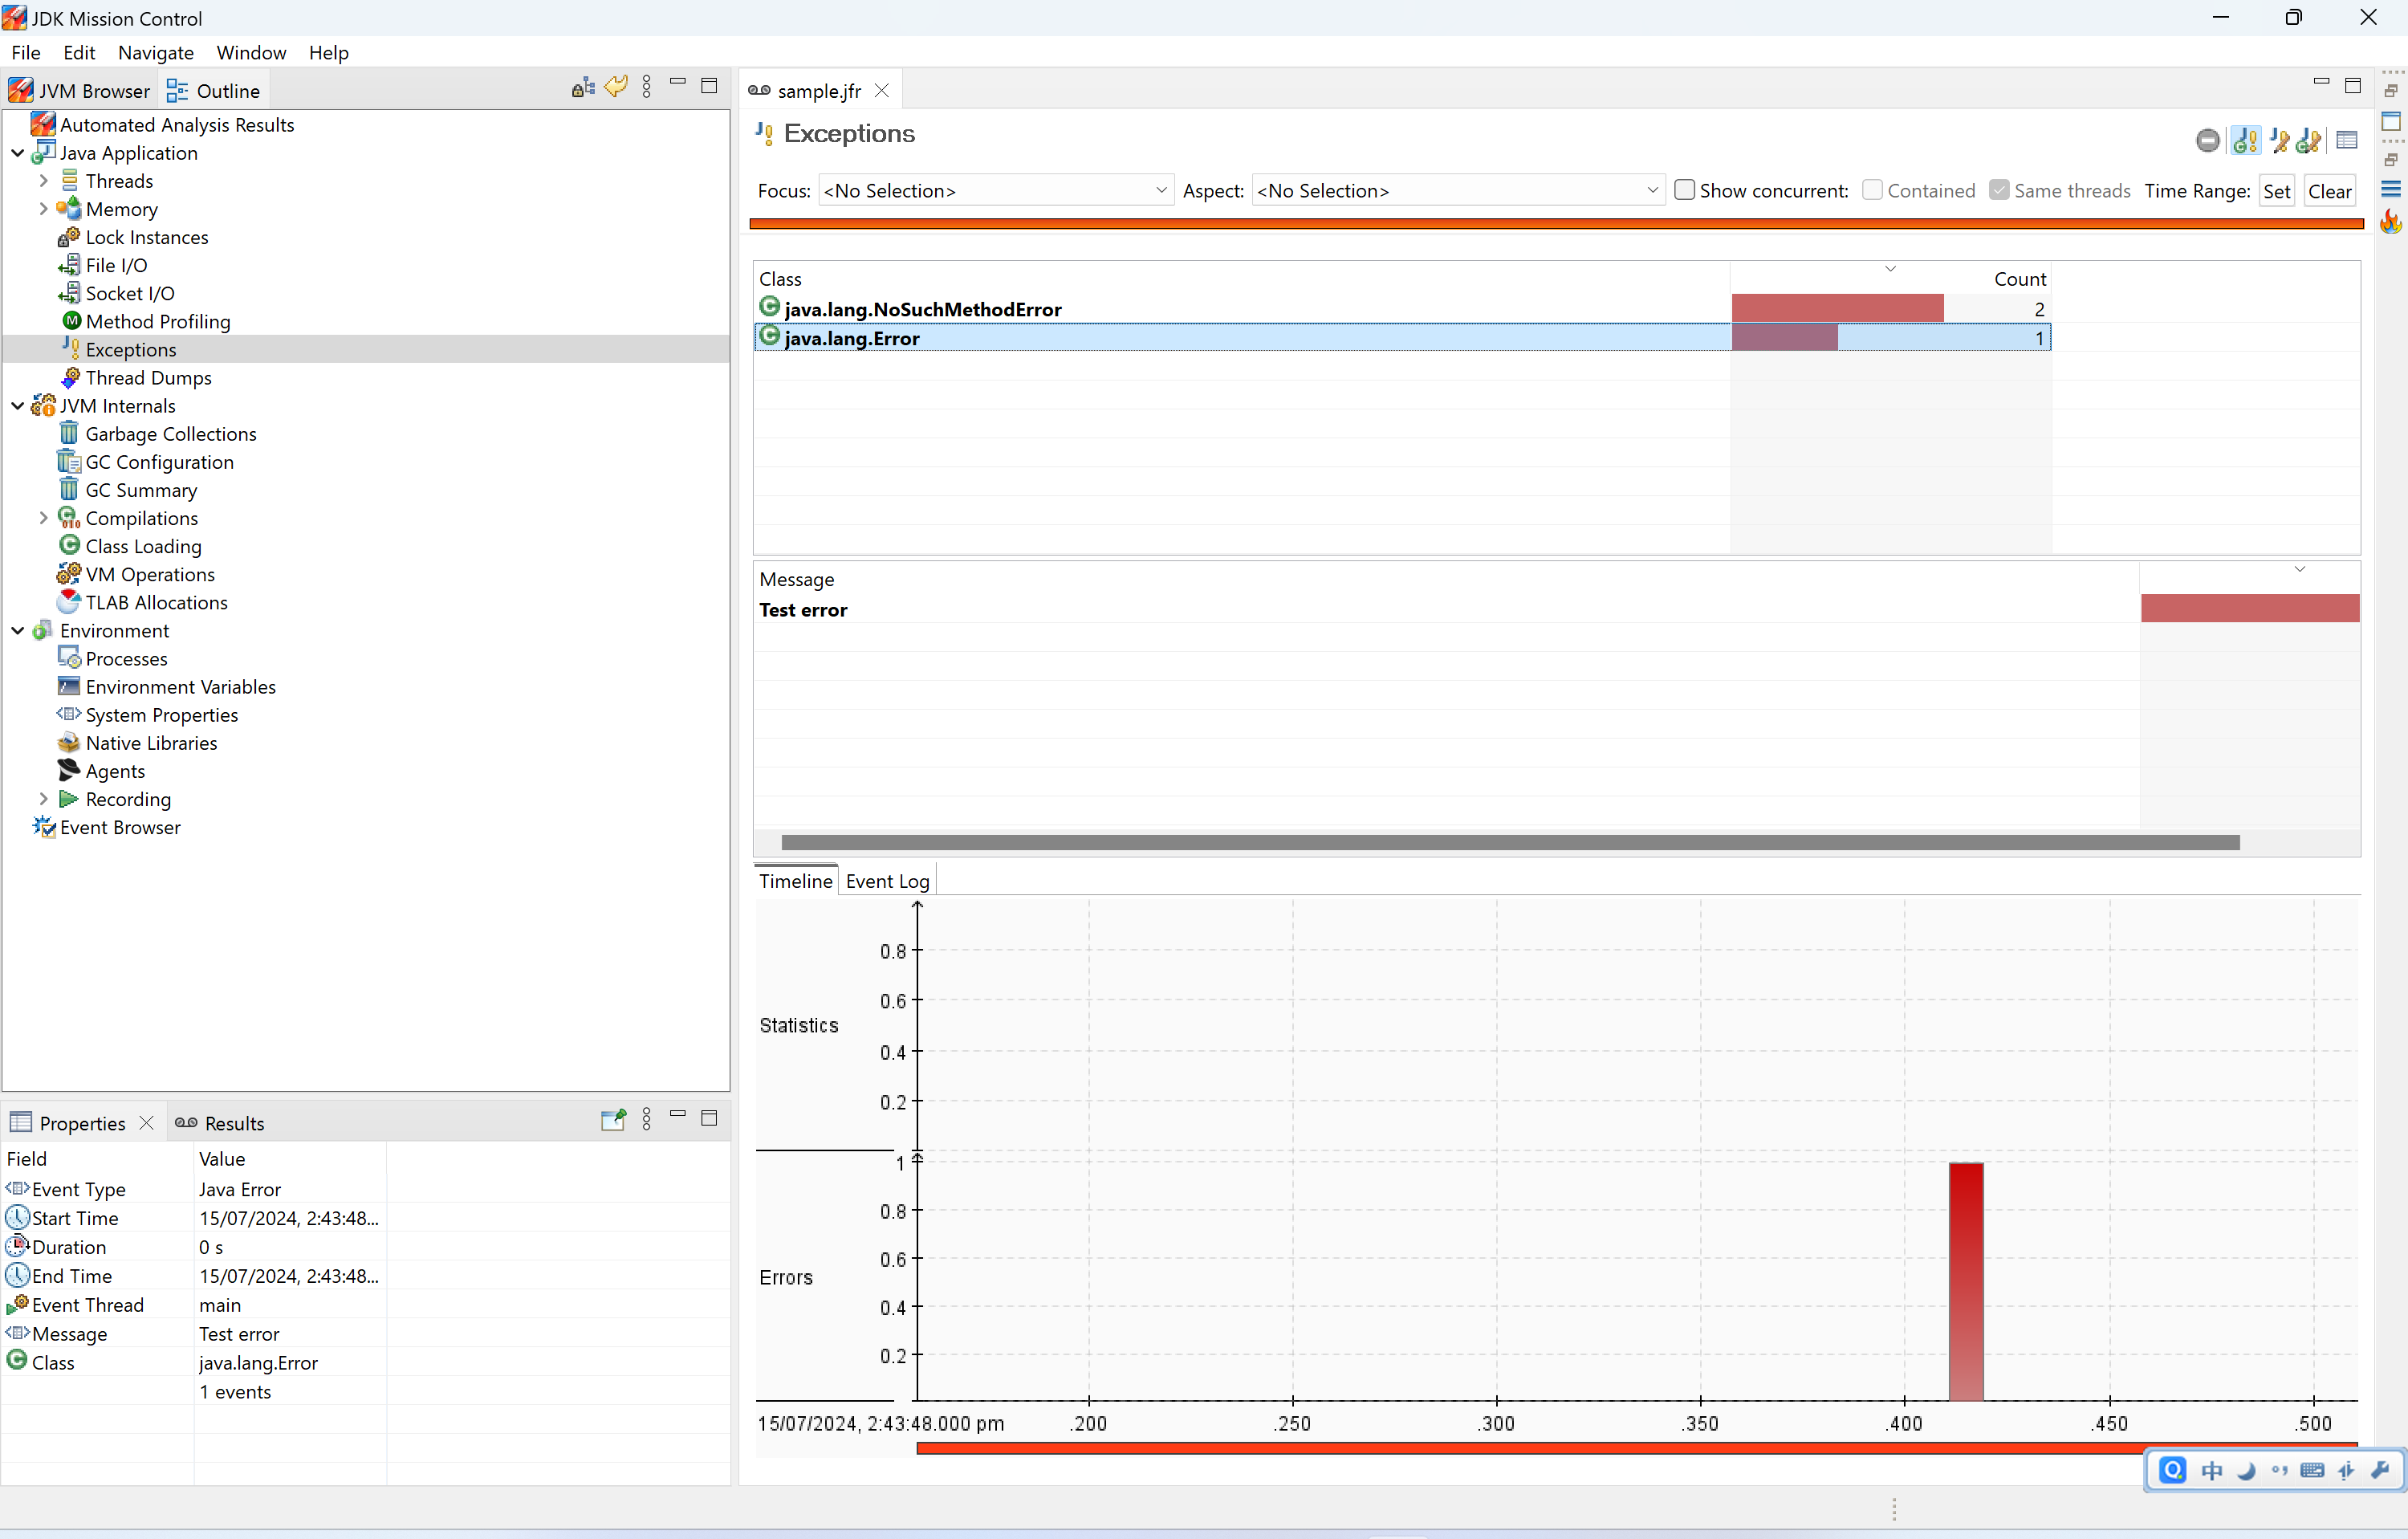 JDK Mission Control
File Edit Navigate Window Help
JVM Browser Outline
Automated Analysis Results
Java Application
Threads
Memory
Lock Instances
File I/O
Socket I/O
Method Profiling
Exceptions
Thread Dumps
JVM Internals
Garbage Collections
GC Configuration
GC Summary
Compilations
Class Loading
VM Operations
TLAB Allocations
Environment
Processes
Environment Variables
System Properties
Native Libraries
Agents
Recording
Event Browser
Properties Results
Field Value
Event Type Java Error
Start Time 15/07/2024, 2:43:48...
Duration 0 s
End Time 15/07/2024, 2:43:48...
Event Thread main
Message Test error
Class java.lang.Error
1 events
sample.jfr
Exceptions
Focus: <No Selection> Aspect: <No Selection> Show concurrent: Contained Same threads Time Range: Set Clear
Class Count
java.lang.NoSuchMethodError 2
java.lang.Error 1
Message
Test error
Timeline Event Log
0.8
0.6
Statistics
0.4
0.2
1
0.8
0.6
Errors
0.4
0.2
15/07/2024, 2:43:48.000 pm .200 .250 .300 .350 .400 .450 .500
中